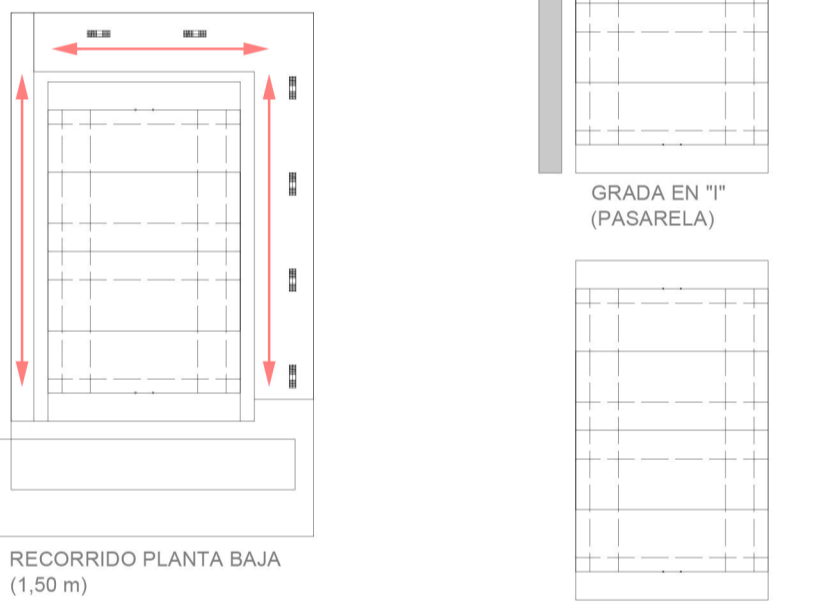 GRADA EN "I"
(PASARELA)
RECORRIDO PLANTA BAJA
(1,50 m)